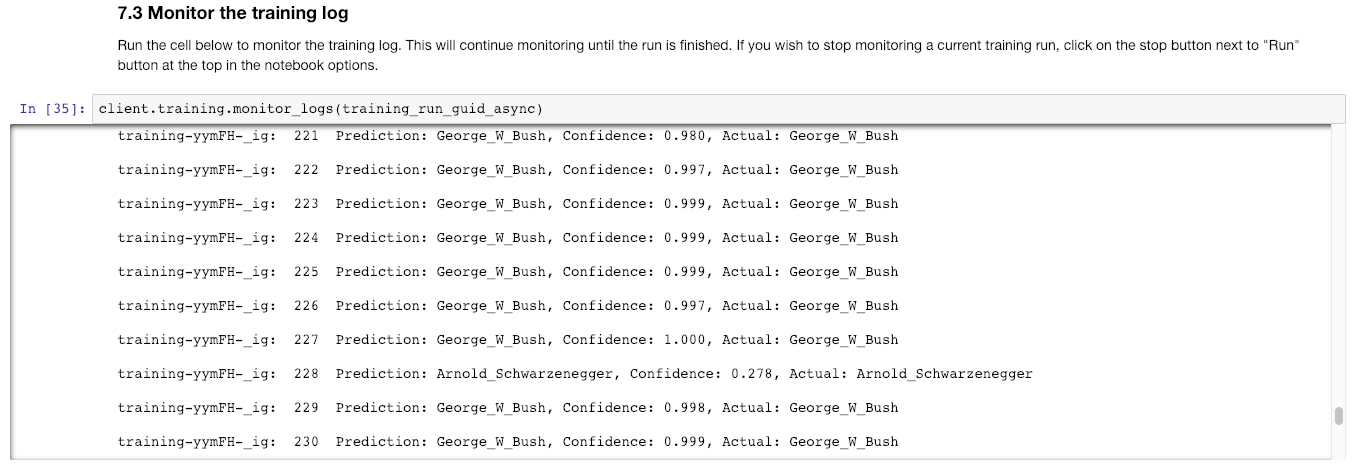 7.3 Monitor the training log
Run the cell below to monitor the training log. This will continue monitoring until the run is finished. If you wish to stop monitoring a current training run, click on the stop button next to "Run"
button at the top in the notebook options.
In [35]: client.training.monitor_logs(training_run_guid_async)
training-yymFH-_ig: 221 Prediction: George_W_Bush, Confidence: 0.980, Actual: George_W_Bush
training-yymFH-_ig: 222 Prediction: George_W_Bush, Confidence: 0.997, Actual: George_W_Bush
training-yymFH-_ig: 223 Prediction: George_W_Bush, Confidence: 0.999, Actual: George_W_Bush
training-yymFH-_ig: 224 Prediction: George_W_Bush, Confidence: 0.999, Actual: George_W_Bush
training-yymFH-_ig: 225 Prediction: George_W_Bush, Confidence: 0.999, Actual: George_W_Bush
training-yymFH-_ig: 226 Prediction: George_W_Bush, Confidence: 0.997, Actual: George_W_Bush
training-yymFH-_ig: 227 Prediction: George_W_Bush, Confidence: 1.000, Actual: George_W_Bush
training-yymFH-_ig: 228 Prediction: Arnold_Schwarzenegger, Confidence: 0.278, Actual: Arnold_Schwarzenegger
training-yymFH-_ig: 229 Prediction: George_W_Bush, Confidence: 0.998, Actual: George_W_Bush
training-yymFH-_ig: 230 Prediction: George_W_Bush, Confidence: 0.999, Actual: George_W_Bush